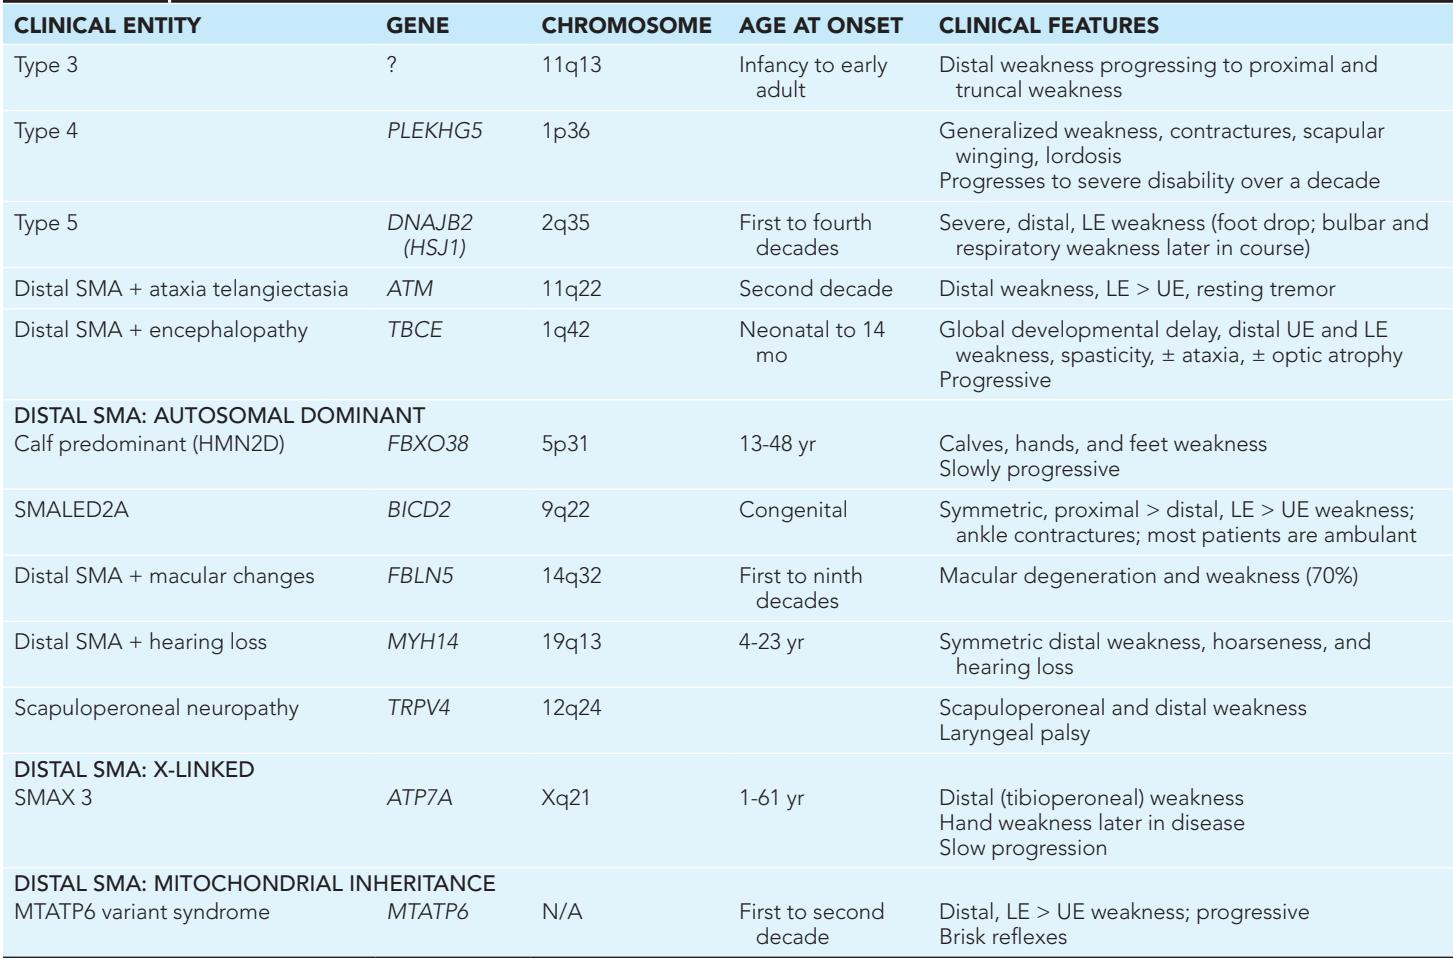 CLINICAL ENTITY GENE CHROMOSOME AGE AT ONSET CLINICAL FEATURES
Type 3 ? 11q13 Infancy to early Distal weakness progressing to proximal and
adult truncal weakness
Type 4 PLEKHG5 1p36 Generalized weakness, contractures, scapular
winging, lordosis
Progresses to severe disability over a decade
Type 5 DNAJB2 2q35 First to fourth Severe, distal, LE weakness (foot drop; bulbar and
(HSJ1) decades respiratory weakness later in course)
Distal SMA + ataxia telangiectasia ATM 11q22 Second decade Distal weakness, LE > UE, resting tremor
Distal SMA + encephalopathy TBCE 1q42 Neonatal to 14 Global developmental delay, distal UE and LE
mo weakness, spasticity, ± ataxia, ± optic atrophy
Progressive
DISTAL SMA: AUTOSOMAL DOMINANT
Calf predominant (HMN2D) FBXO38 5p31 13-48 yr Calves, hands, and feet weakness
Slowly progressive
SMALED2A BICD2 9q22 Congenital Symmetric, proximal > distal, LE > UE weakness;
ankle contractures; most patients are ambulant
Distal SMA + macular changes FBLN5 14q32 First to ninth Macular degeneration and weakness (70%)
decades
Distal SMA + hearing loss MYH14 19q13 4-23 yr Symmetric distal weakness, hoarseness, and
hearing loss
Scapuloperoneal neuropathy TRPV4 12q24 Scapuloperoneal and distal weakness
Laryngeal palsy
DISTAL SMA: X-LINKED
SMAX 3 ATP7A Xq21 1-61 yr Distal (tibioperoneal) weakness
Hand weakness later in disease
Slow progression
DISTAL SMA: MITOCHONDRIAL INHERITANCE
MTATP6 variant syndrome MTATP6 N/A First to second Distal, LE > UE weakness; progressive
decade Brisk reflexes